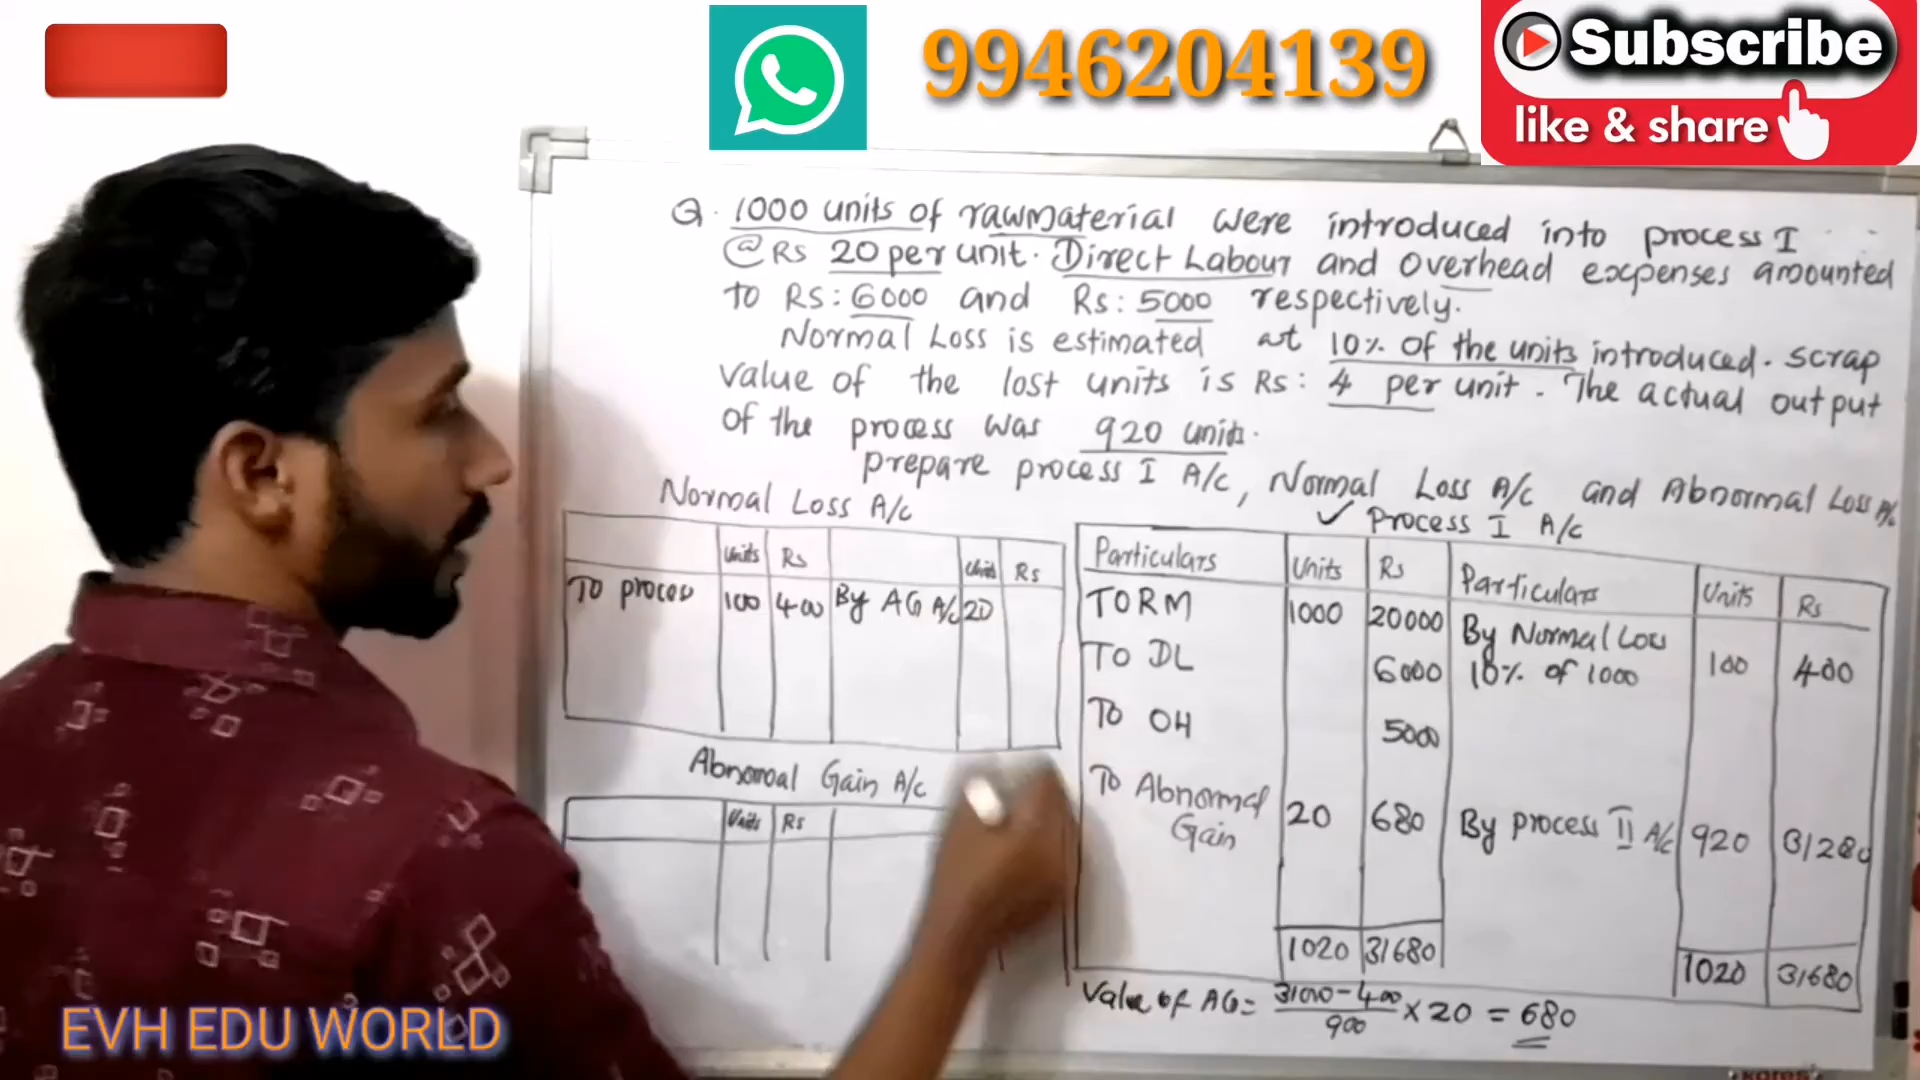 9946204139
Subscribe
like & share
Q. 1000 units of rawmaterial were introduced into process I
@ Rs 20 per unit. Direct Labour and Overhead expenses amounted
to Rs: 6000 and Rs: 5000 respectively.
Normal Loss is estimated at 10% of the units introduced. scrap
value of the lost units is Rs: 4 per unit. The actual output
of the process was 920 units.
prepare process I A/c, Normal Loss A/c and Abnormal Loss A/c
Normal Loss A/c
Units Rs Units Rs
To process 100 400 By AG A/c 20
Abnormal Gain A/c
Units Rs
✓ Process I A/c
Particulars Units Rs Particulars Units Rs
TO RM 1000 20000 By Normal Loss
TO DL 6000 10% of 1000 100 400
To OH 5000
To Abnormal
Gain 20 680 By process II A/c 920 31280
1020 31680 1020 31680
Value of AG = 31000-400/900 × 20 = 680
EVH EDU WORLD